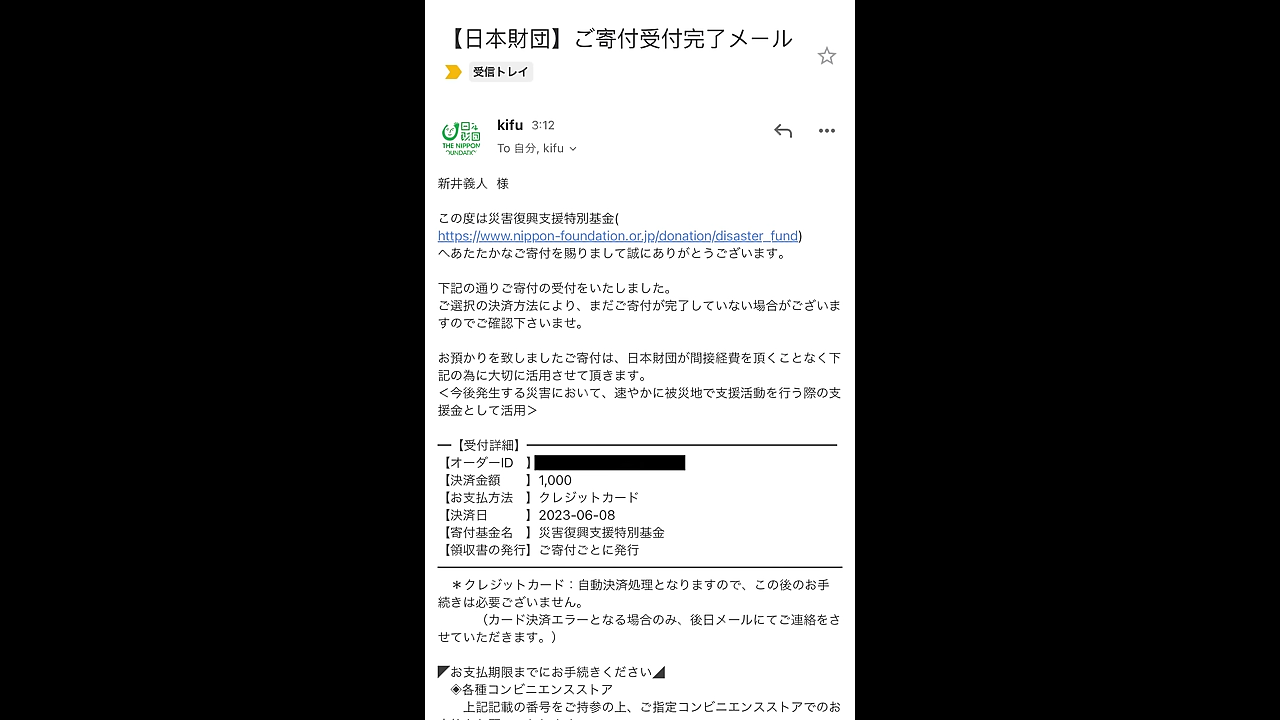 【日本財団】ご寄付受付完了メール
受信トレイ
日本財団
THE NIPPON
kifu 3:12
To 自分, kifu
新井義人 様
この度は災害復興支援特別基金(
https://www.nippon-foundation.or.jp/donation/disaster_fund)
へあたたかなご寄付を賜りまして誠にありがとうございます。
下記の通りご寄付の受付をいたしました。
ご選択の決済方法により、まだご寄付が完了していない場合がございま
すのでご確認下さいませ。
お預かりを致しましたご寄付は、日本財団が間接経費を頂くことなく下
記の為に大切に活用させて頂きます。
＜今後発生する災害において、速やかに被災地で支援活動を行う際の支
援金として活用＞
━【受付詳細】━━━━━━━━━━━━━━━━━━━━━━━━
【オーダーID　】
【決済金額　　】1,000
【お支払方法　】クレジットカード
【決済日　　　】2023-06-08
【寄付基金名　】災害復興支援特別基金
【領収書の発行】ご寄付ごとに発行
━━━━━━━━━━━━━━━━━━━━━━━━━━━━━━━━
＊クレジットカード：自動決済処理となりますので、この後のお手
続きは必要ございません。
（カード決済エラーとなる場合のみ、後日メールにてご連絡をさ
せていただきます。）
◤お支払期限までにお手続きください◢
◈各種コンビニエンスストア
上記記載の番号をご持参の上、ご指定コンビニエンスストアでのお